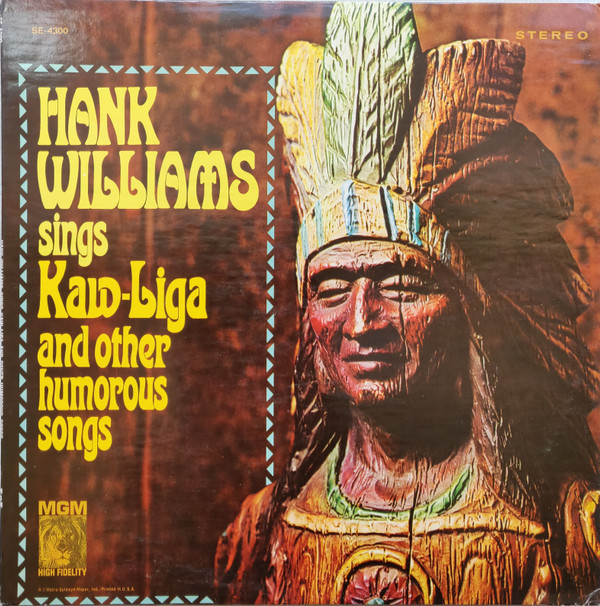 SE-4300
STEREO
HANK
WILLIAMS
sings
Kaw-Liga
and other
humorous
songs
MGM
HIGH FIDELITY